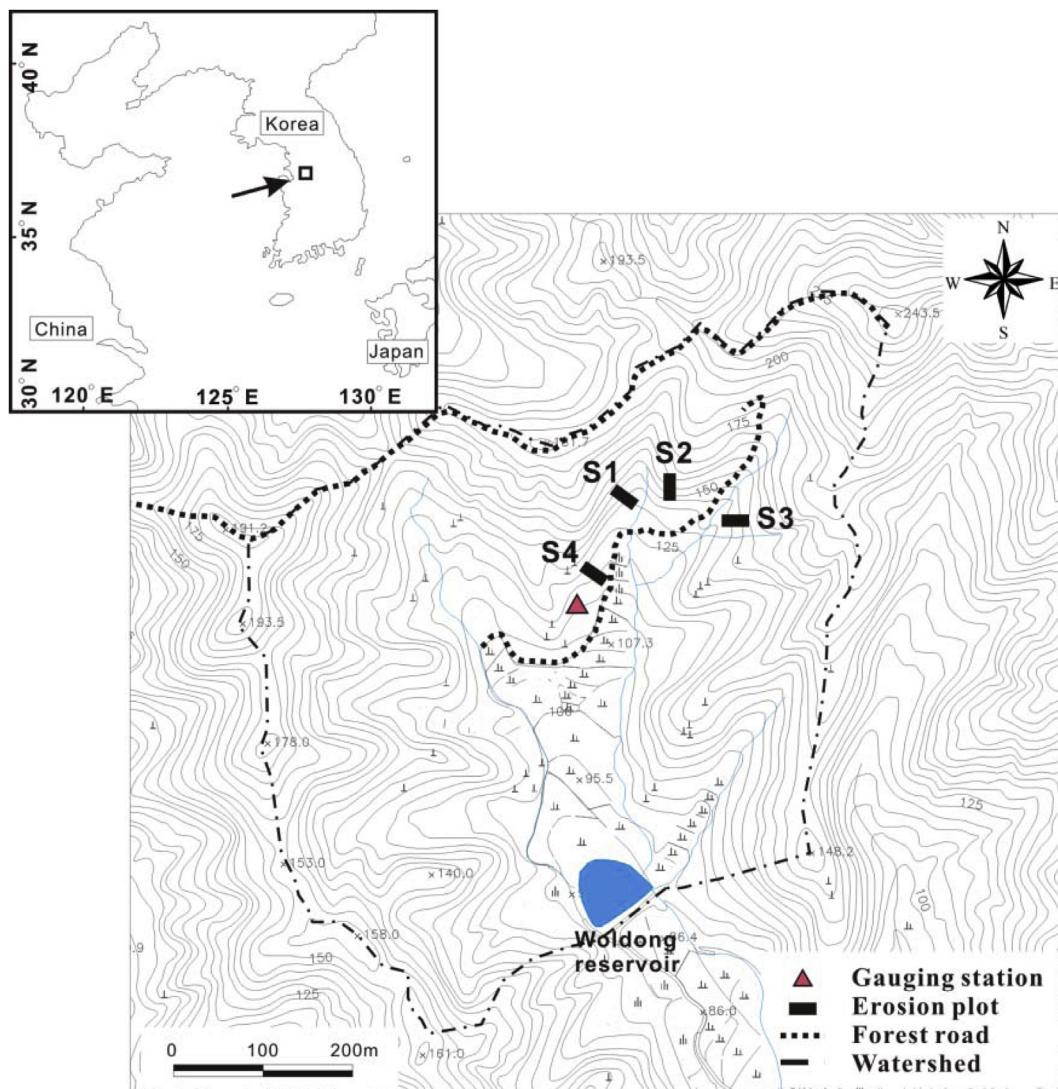 40° N
Korea
35° N
China
Japan
30° N
120° E
125° E
130° E
N
W
E
S
193.5
243.5
200
175
S1
S2
150
S3
125
S4
191.2
175
150
193.5
107.3
100
178.0
95.5
125
153.0
140.0
148.2
100
158.0
Woldong
reservoir
86.4
150
125
86.0
161.0
Gauging station
Erosion plot
Forest road
Watershed
0
100
200m